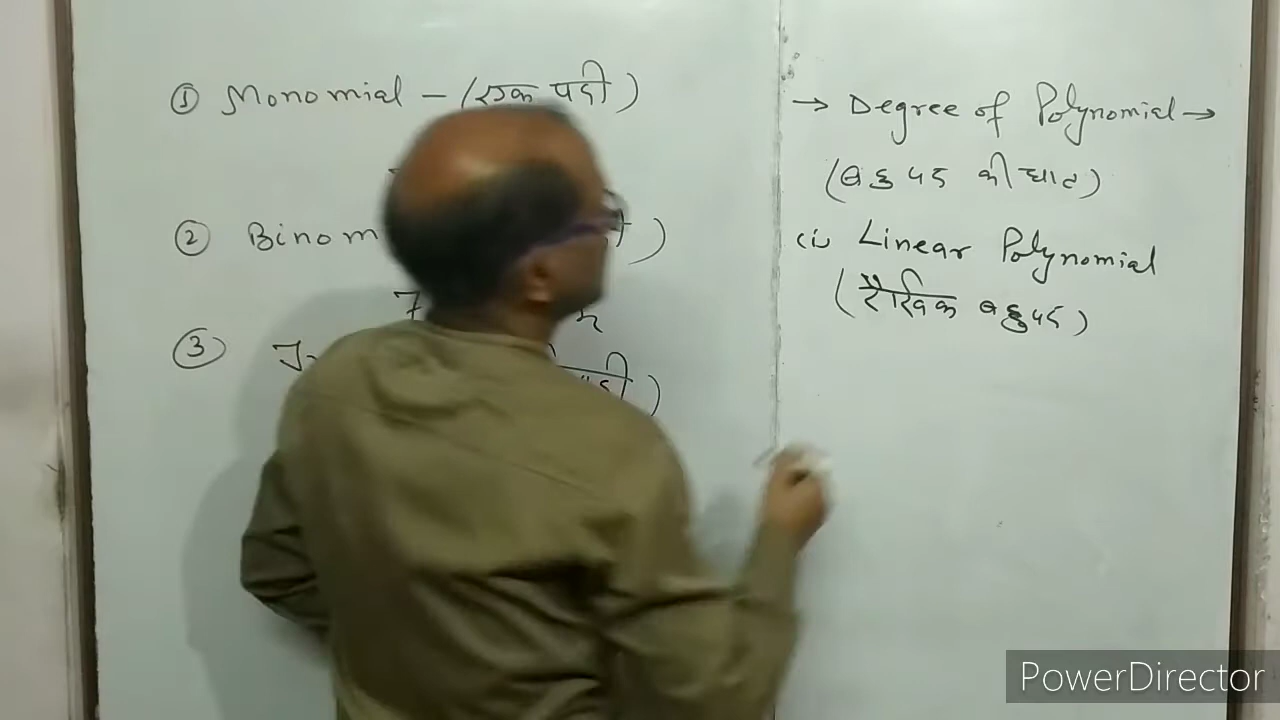 ① Monomial – (एक पदी)
② Binom )
③ )
→ Degree of Polynomial →
(बहुपद की घात)
(i) Linear Polynomial
(रैखिक बहुपद)
PowerDirector